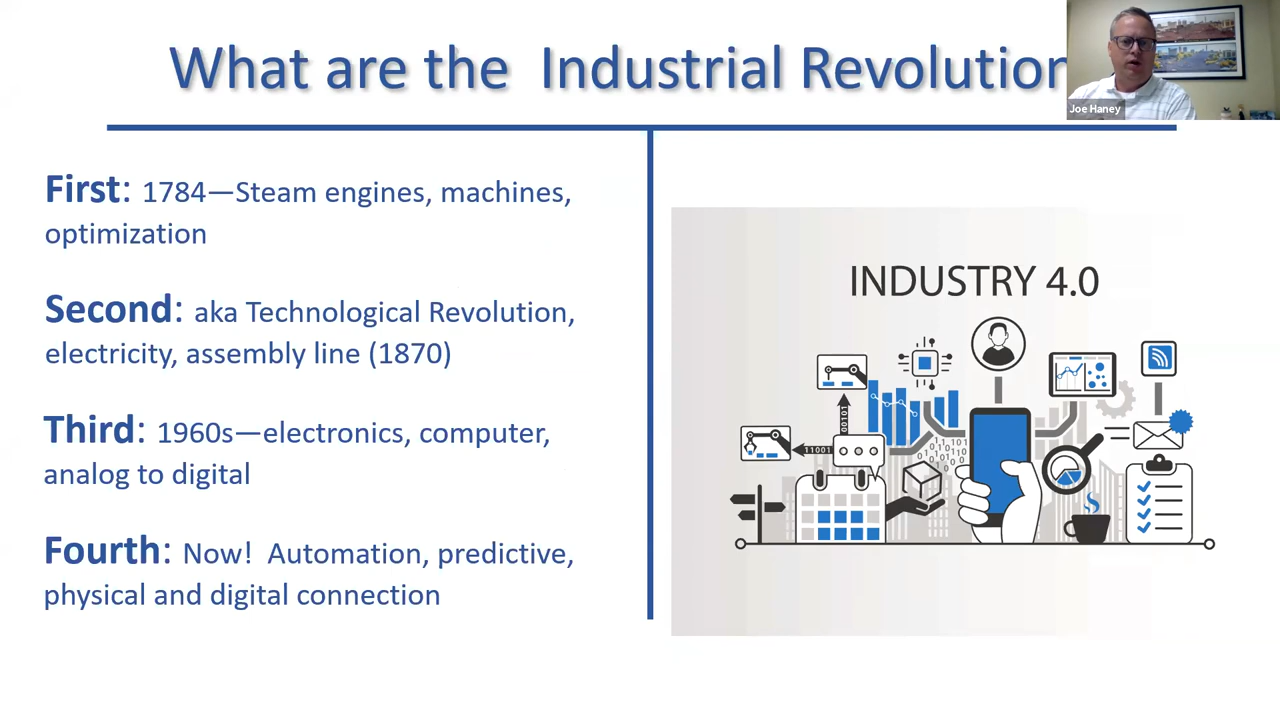 What are the Industrial Revolution
Joe Haney
First: 1784—Steam engines, machines,
optimization
Second: aka Technological Revolution,
electricity, assembly line (1870)
Third: 1960s—electronics, computer,
analog to digital
Fourth: Now! Automation, predictive,
physical and digital connection
INDUSTRY 4.0
10100
11001